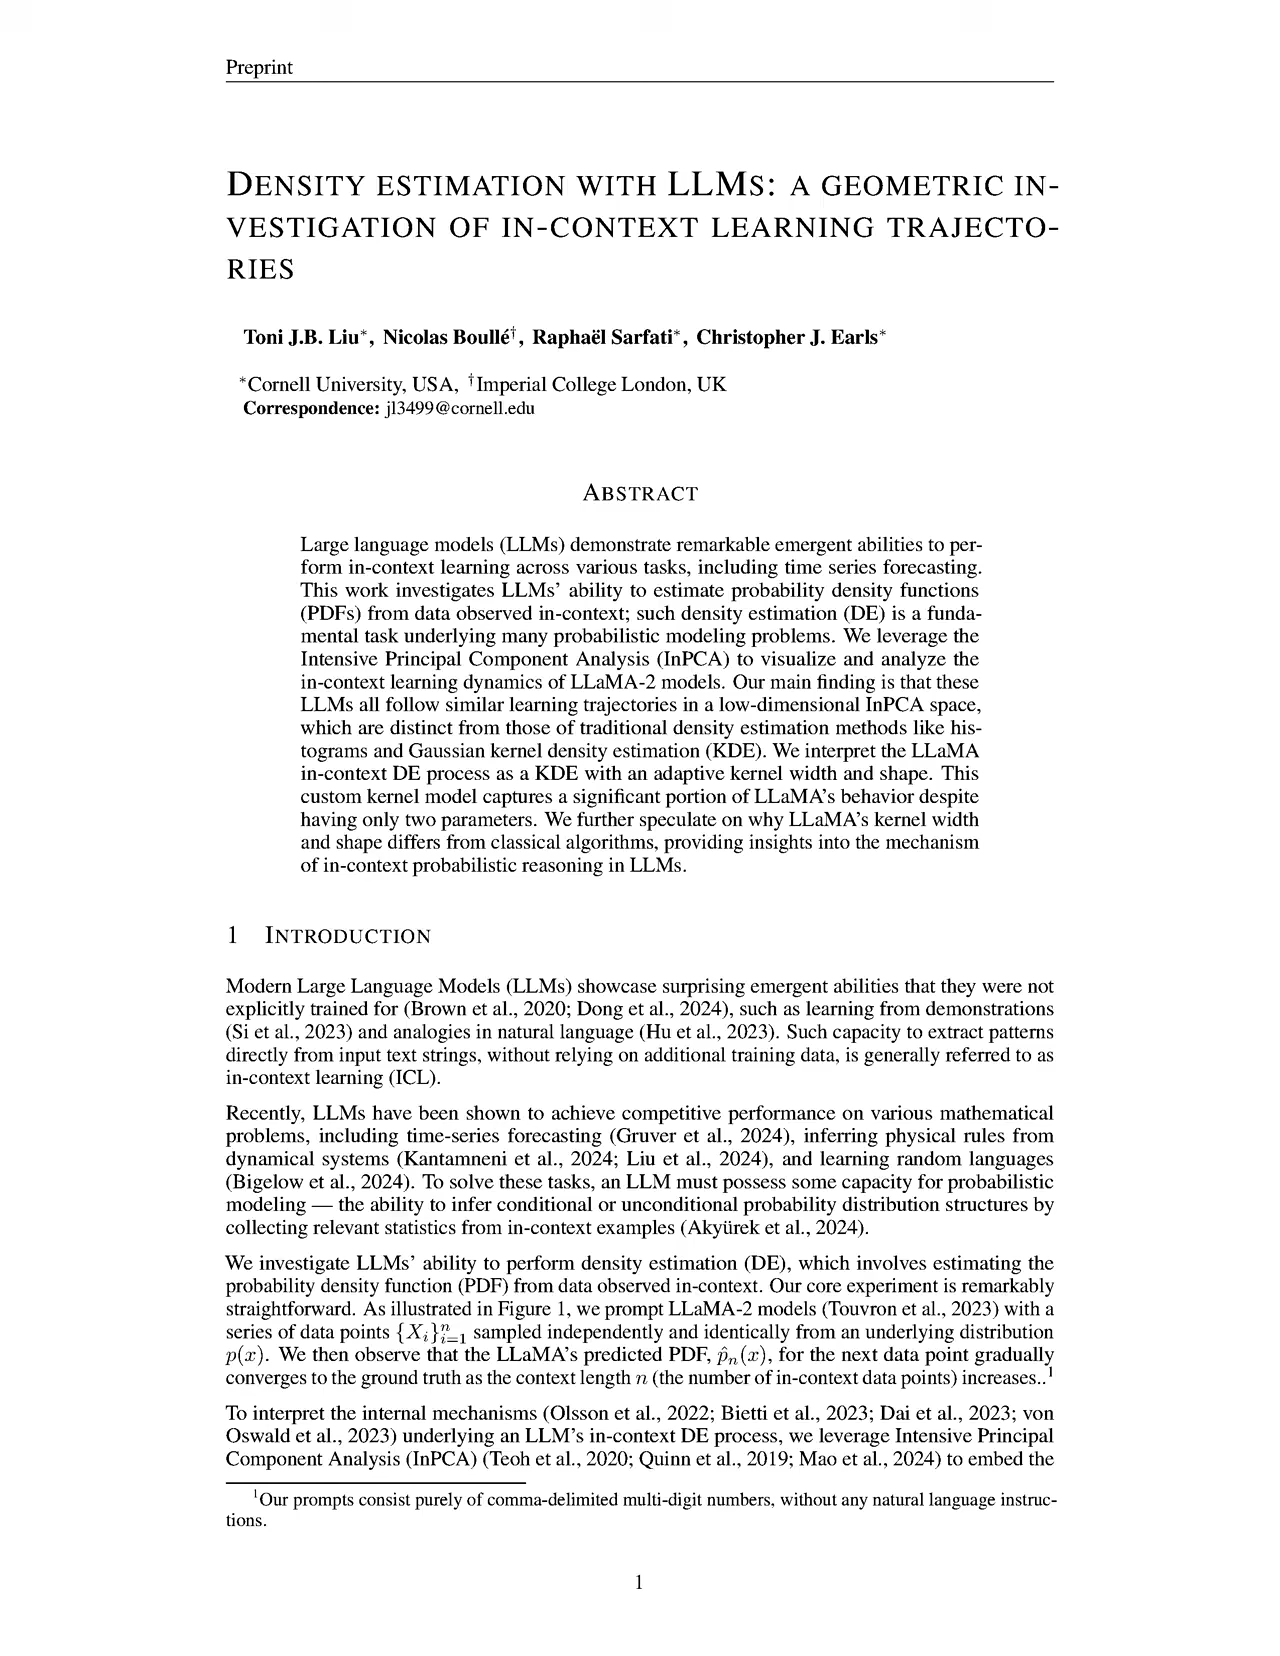 Preprint
DENSITY ESTIMATION WITH LLMS: A GEOMETRIC IN-
VESTIGATION OF IN-CONTEXT LEARNING TRAJECTO-
RIES
Toni J.B. Liu*, Nicolas Boullé†, Raphaël Sarfati*, Christopher J. Earls*
*Cornell University, USA, †Imperial College London, UK
Correspondence: jl3499@cornell.edu
ABSTRACT
Large language models (LLMs) demonstrate remarkable emergent abilities to per-
form in-context learning across various tasks, including time series forecasting.
This work investigates LLMs' ability to estimate probability density functions
(PDFs) from data observed in-context; such density estimation (DE) is a funda-
mental task underlying many probabilistic modeling problems. We leverage the
Intensive Principal Component Analysis (InPCA) to visualize and analyze the
in-context learning dynamics of LLaMA-2 models. Our main finding is that these
LLMs all follow similar learning trajectories in a low-dimensional InPCA space,
which are distinct from those of traditional density estimation methods like his-
tograms and Gaussian kernel density estimation (KDE). We interpret the LLaMA
in-context DE process as a KDE with an adaptive kernel width and shape. This
custom kernel model captures a significant portion of LLaMA's behavior despite
having only two parameters. We further speculate on why LLaMA's kernel width
and shape differs from classical algorithms, providing insights into the mechanism
of in-context probabilistic reasoning in LLMs.
1 INTRODUCTION
Modern Large Language Models (LLMs) showcase surprising emergent abilities that they were not
explicitly trained for (Brown et al., 2020; Dong et al., 2024), such as learning from demonstrations
(Si et al., 2023) and analogies in natural language (Hu et al., 2023). Such capacity to extract patterns
directly from input text strings, without relying on additional training data, is generally referred to as
in-context learning (ICL).
Recently, LLMs have been shown to achieve competitive performance on various mathematical
problems, including time-series forecasting (Gruver et al., 2024), inferring physical rules from
dynamical systems (Kantamneni et al., 2024; Liu et al., 2024), and learning random languages
(Bigelow et al., 2024). To solve these tasks, an LLM must possess some capacity for probabilistic
modeling — the ability to infer conditional or unconditional probability distribution structures by
collecting relevant statistics from in-context examples (Akyürek et al., 2024).
We investigate LLMs' ability to perform density estimation (DE), which involves estimating the
probability density function (PDF) from data observed in-context. Our core experiment is remarkably
straightforward. As illustrated in Figure 1, we prompt LLaMA-2 models (Touvron et al., 2023) with a
series of data points {X_i}_{i=1}^n sampled independently and identically from an underlying distribution
p(x). We then observe that the LLaMA's predicted PDF, p̂_n(x), for the next data point gradually
converges to the ground truth as the context length n (the number of in-context data points) increases..¹
To interpret the internal mechanisms (Olsson et al., 2022; Bietti et al., 2023; Dai et al., 2023; von
Oswald et al., 2023) underlying an LLM's in-context DE process, we leverage Intensive Principal
Component Analysis (InPCA) (Teoh et al., 2020; Quinn et al., 2019; Mao et al., 2024) to embed the
¹Our prompts consist purely of comma-delimited multi-digit numbers, without any natural language instruc-
tions.
1